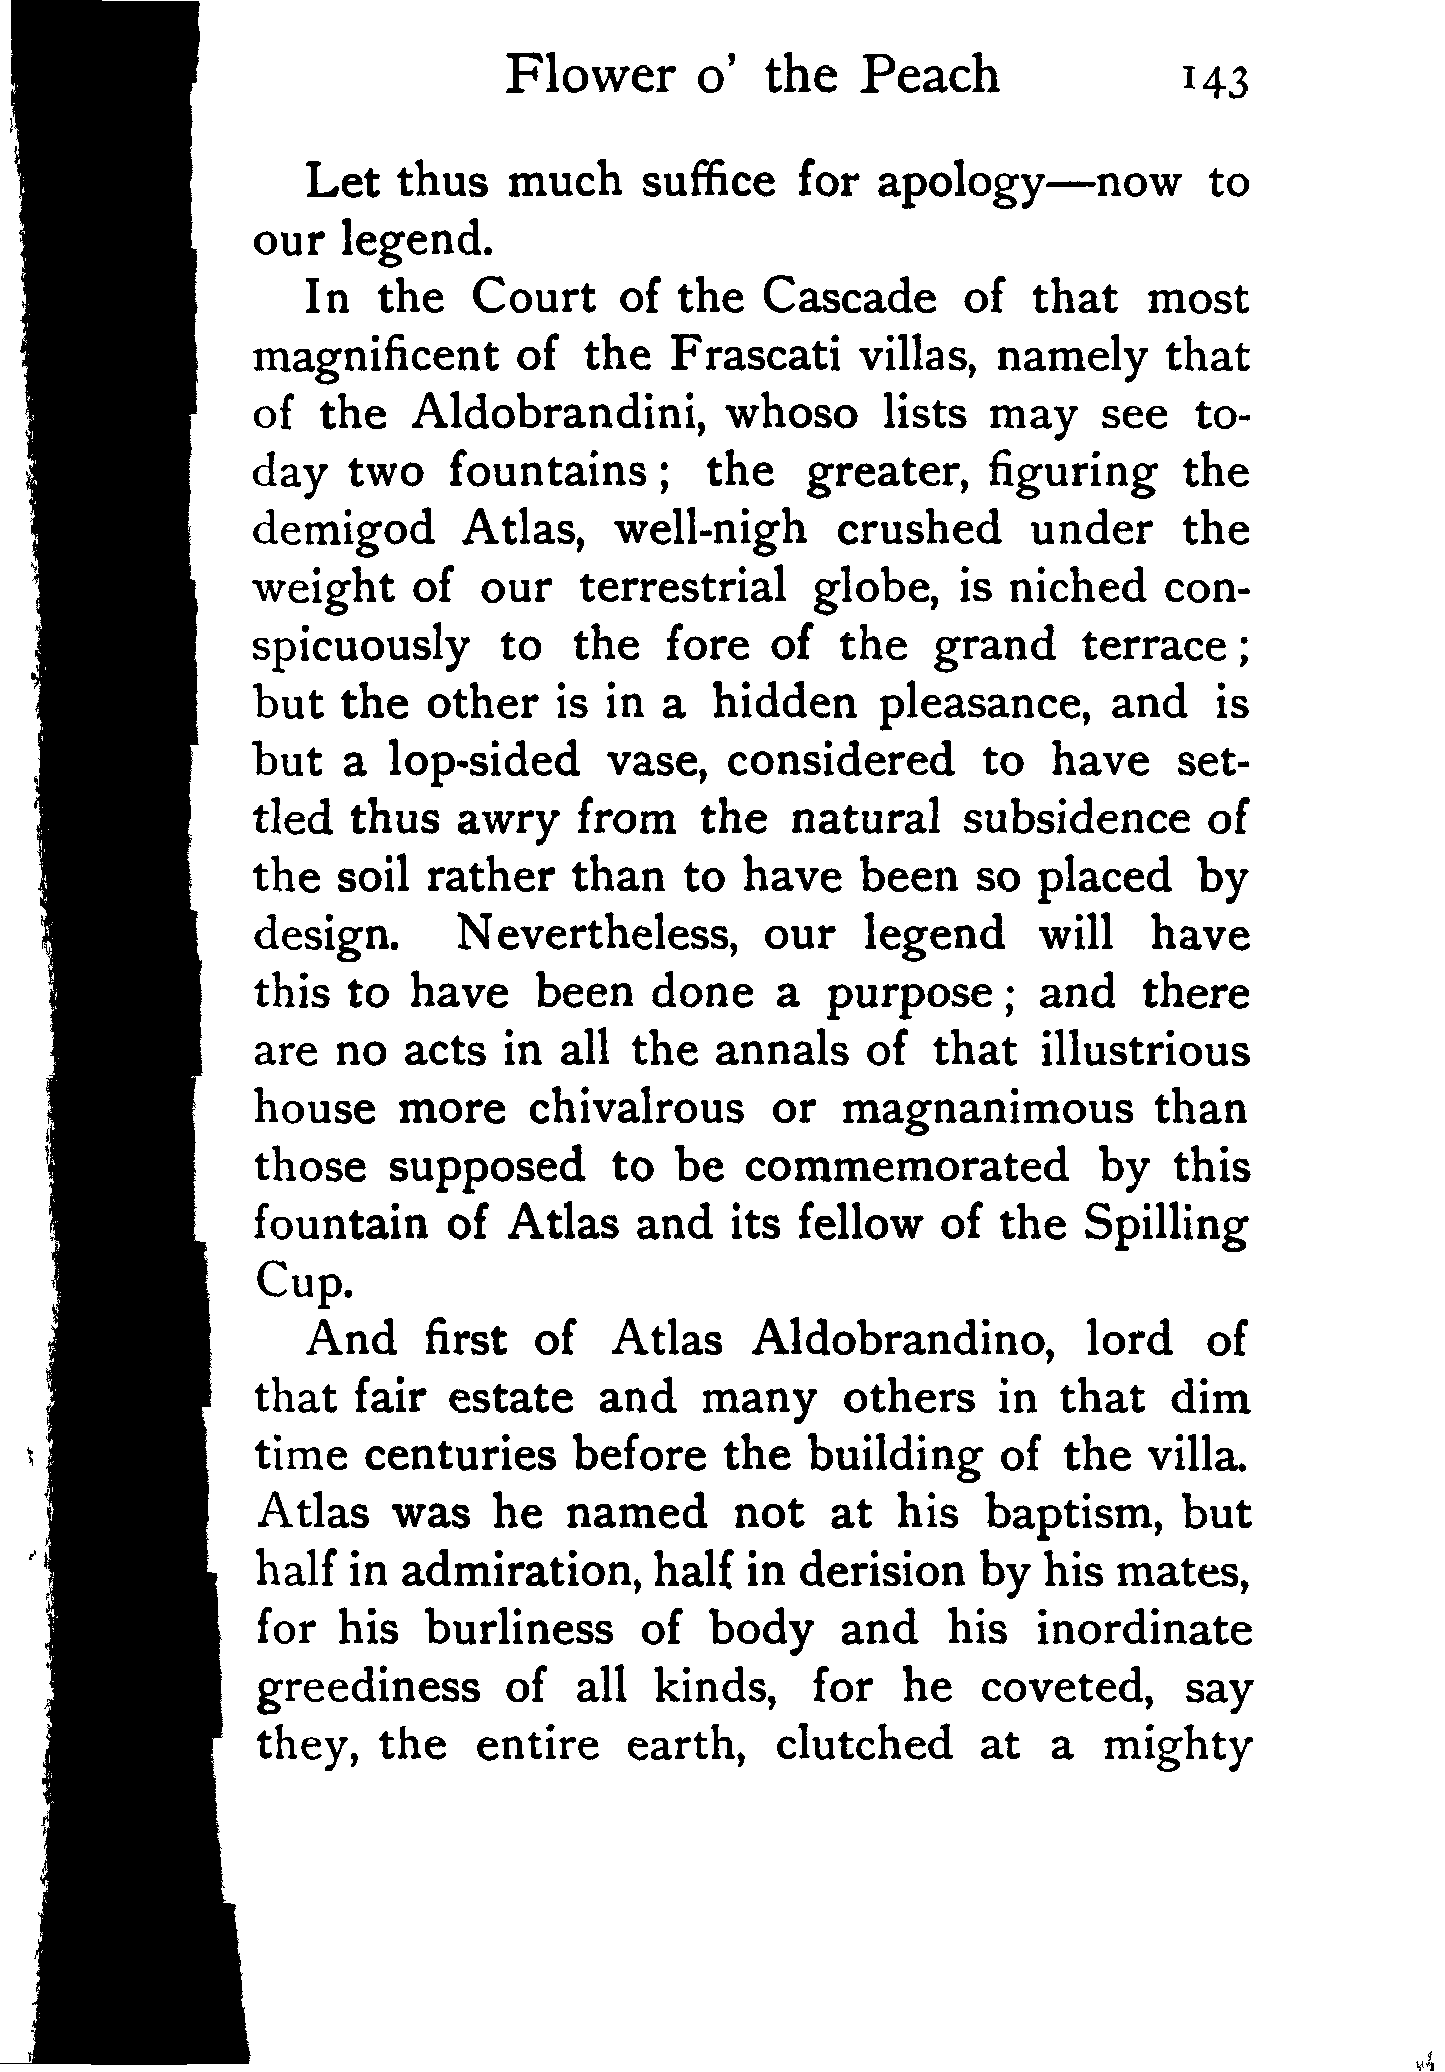 Flower o' the Peach 143
Let thus much suffice for apology—now to
our legend.
In the Court of the Cascade of that most
magnificent of the Frascati villas, namely that
of the Aldobrandini, whoso lists may see to-
day two fountains; the greater, figuring the
demigod Atlas, well-nigh crushed under the
weight of our terrestrial globe, is niched con-
spicuously to the fore of the grand terrace;
but the other is in a hidden pleasance, and is
but a lop-sided vase, considered to have set-
tled thus awry from the natural subsidence of
the soil rather than to have been so placed by
design. Nevertheless, our legend will have
this to have been done a purpose; and there
are no acts in all the annals of that illustrious
house more chivalrous or magnanimous than
those supposed to be commemorated by this
fountain of Atlas and its fellow of the Spilling
Cup.
And first of Atlas Aldobrandino, lord of
that fair estate and many others in that dim
time centuries before the building of the villa.
Atlas was he named not at his baptism, but
half in admiration, half in derision by his mates,
for his burliness of body and his inordinate
greediness of all kinds, for he coveted, say
they, the entire earth, clutched at a mighty